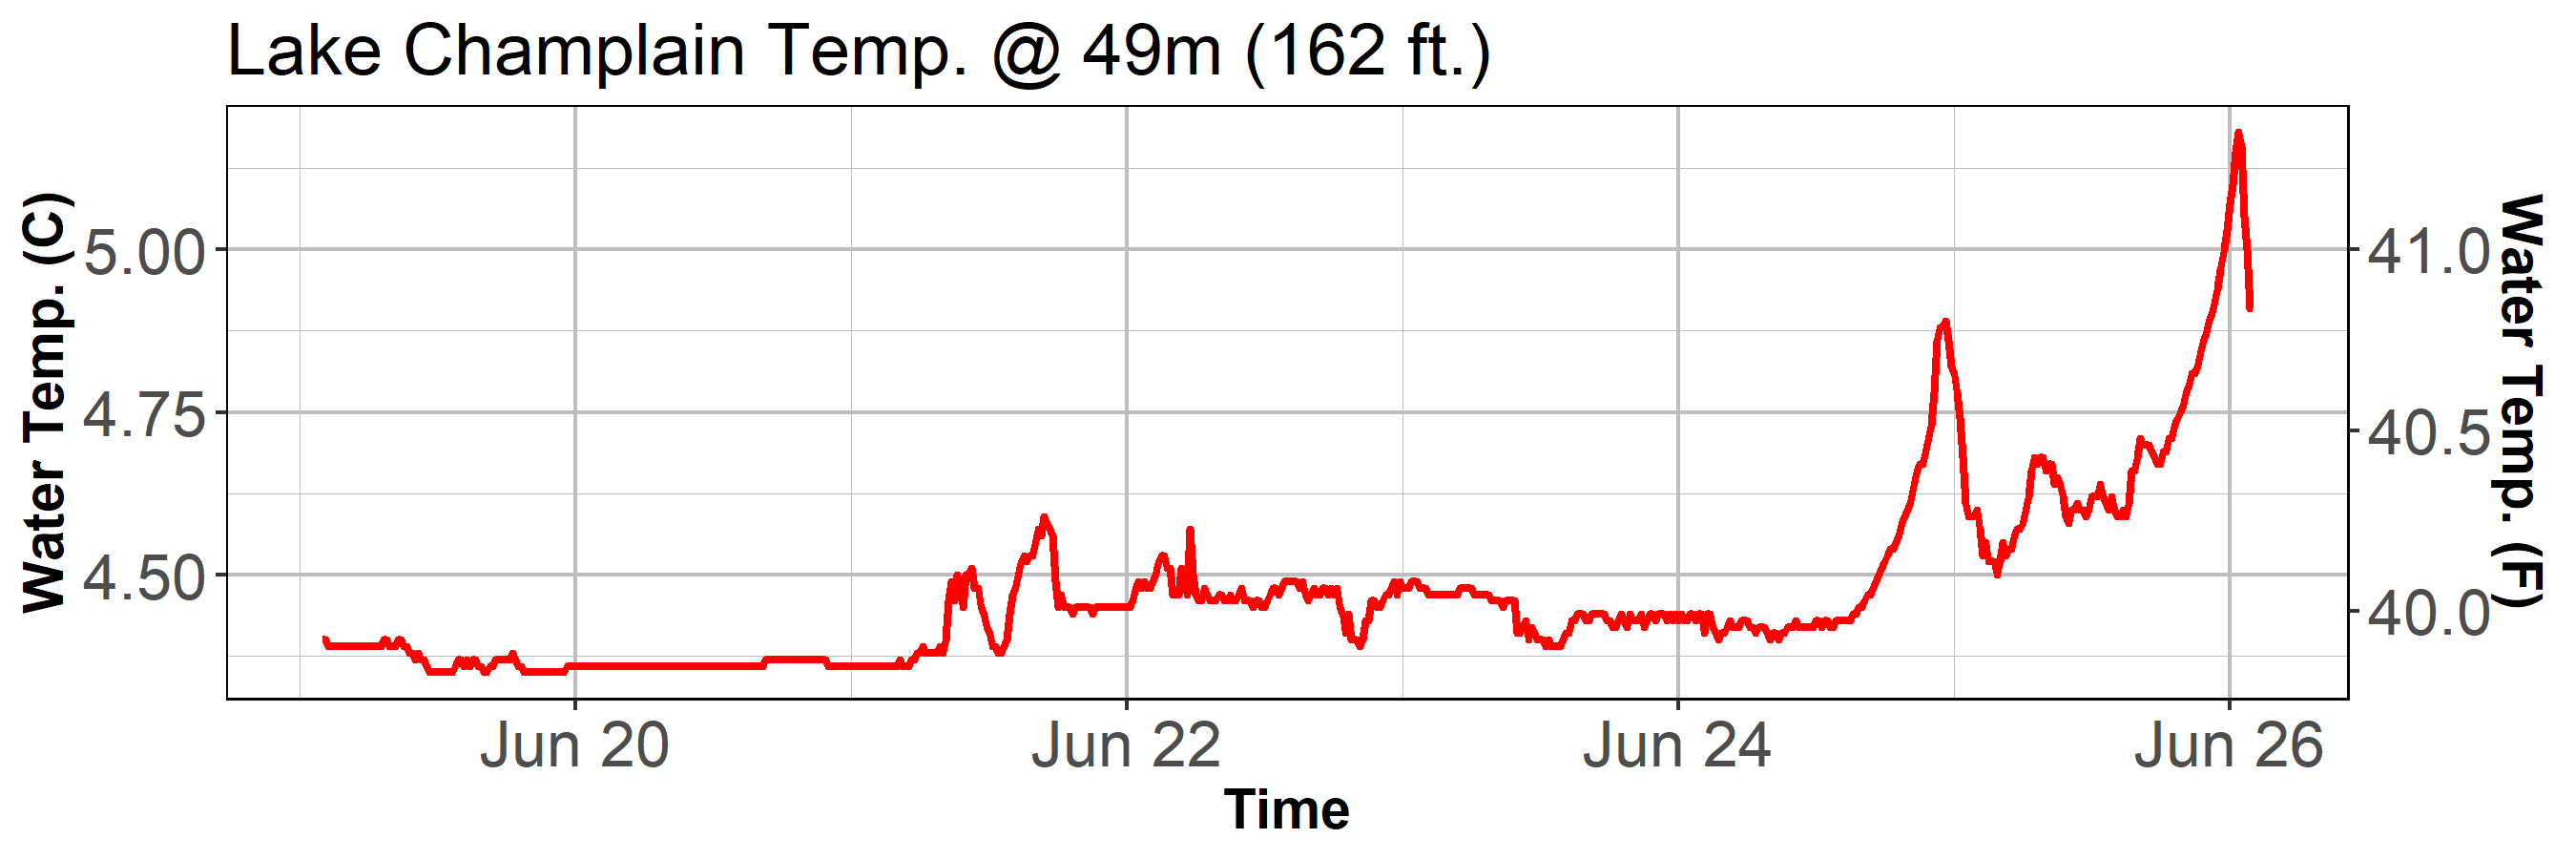 Lake Champlain Temp. @ 49m (162 ft.)
Water Temp. (C)
5.00
4.75
4.50
41.0
40.5
40.0
Water Temp. (F)
Jun 20 Jun 22 Jun 24 Jun 26
Time